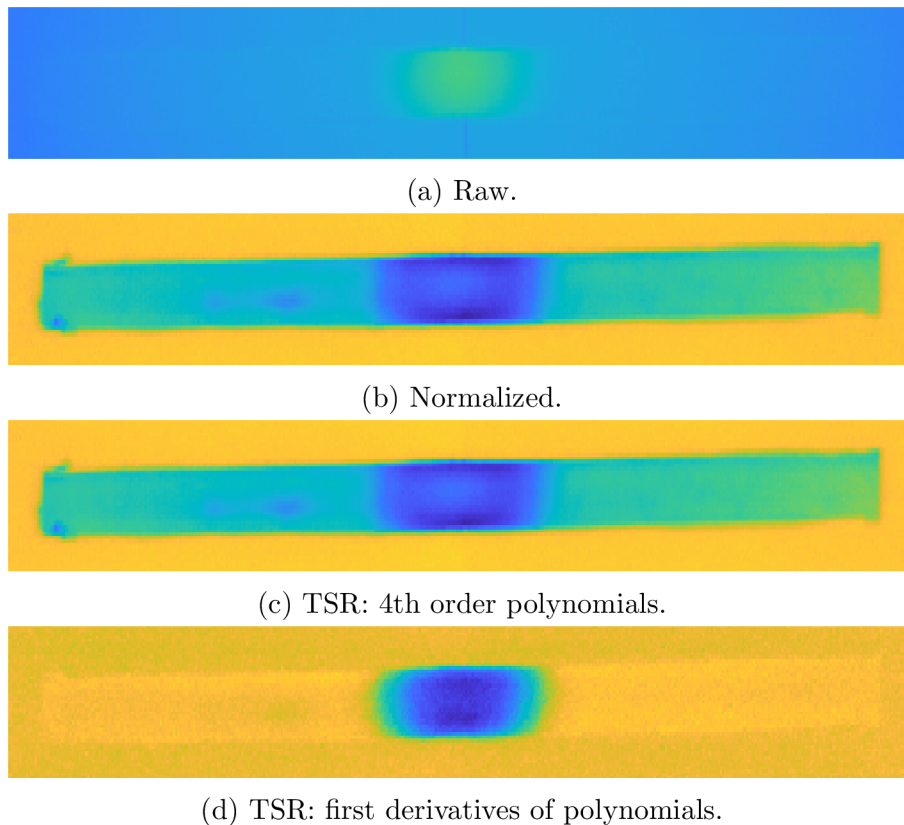 (a) Raw.
(b) Normalized.
(c) TSR: 4th order polynomials.
(d) TSR: first derivatives of polynomials.